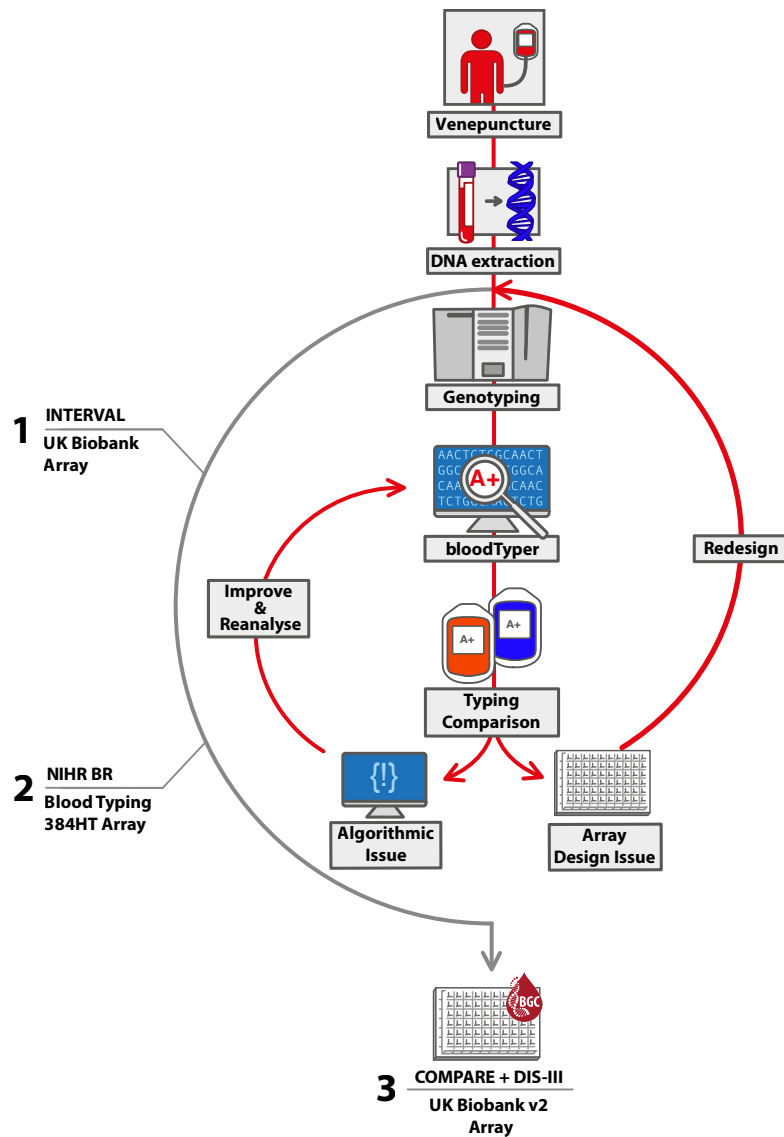 Venepuncture
DNA extraction
Genotyping
1
INTERVAL
UK Biobank
Array
A+
bloodTyper
Redesign
Improve
&
Reanalyse
A+
A+
Typing
Comparison
2
NIHR BR
Blood Typing
384HT Array
{!}
Algorithmic
Issue
Array
Design Issue
BGC
3
COMPARE + DIS-III
UK Biobank v2
Array